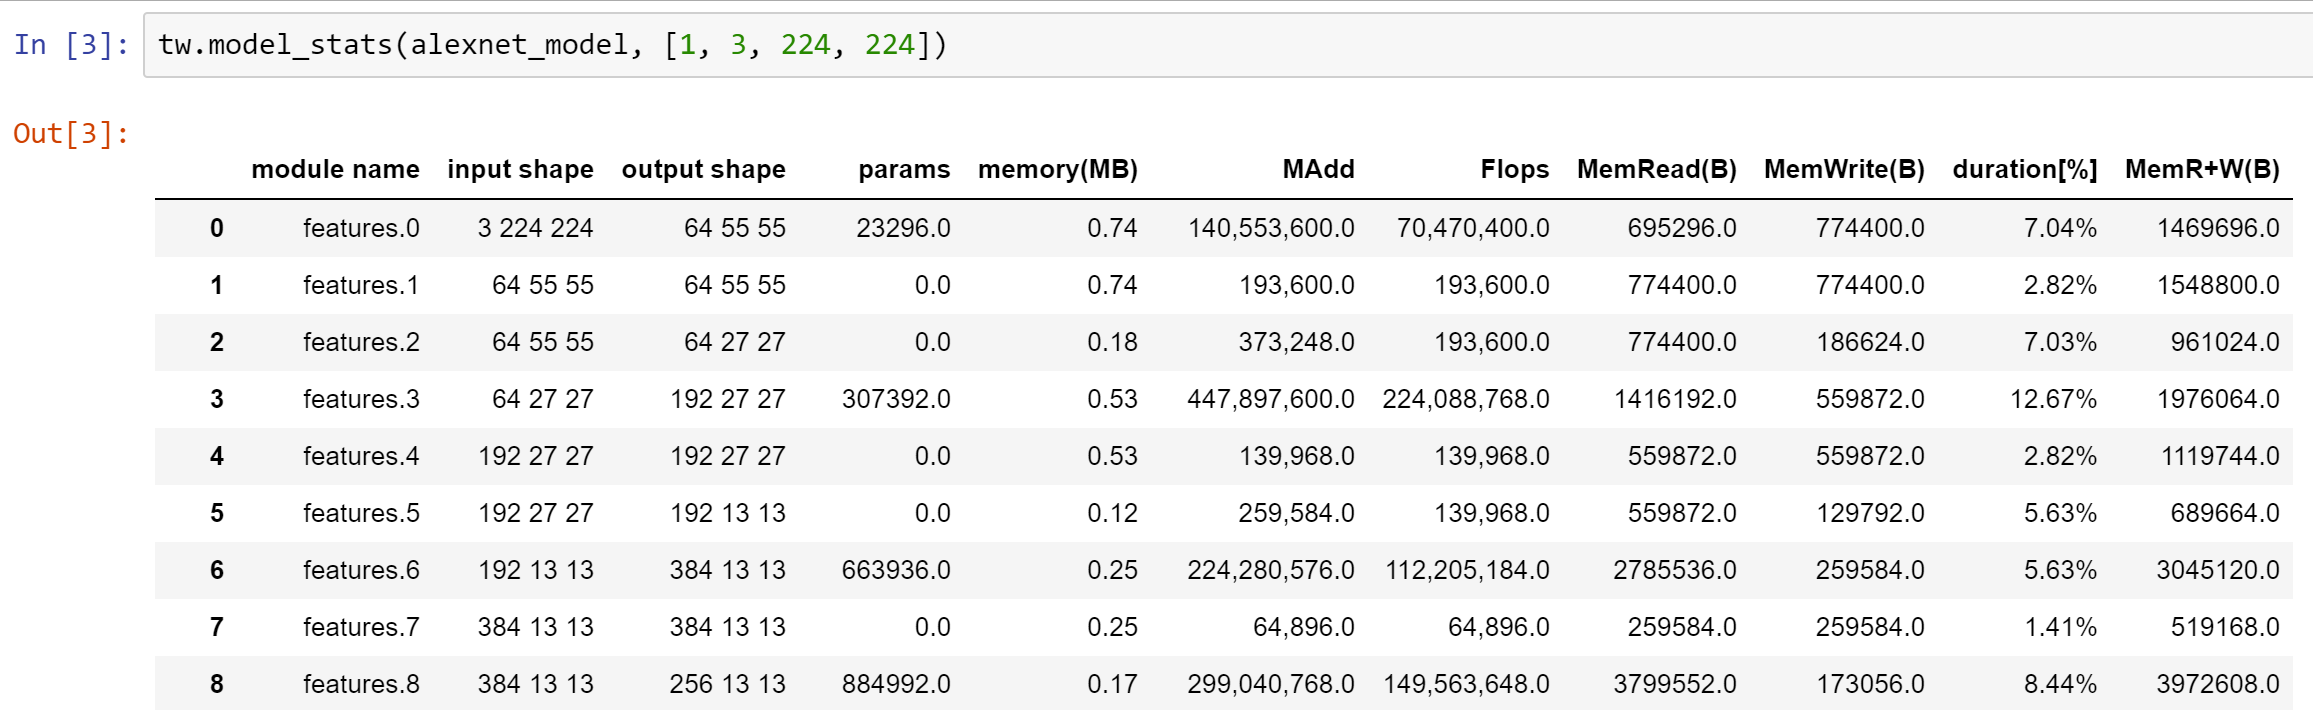 In [3]: tw.model_stats(alexnet_model, [1, 3, 224, 224])
Out[3]:
module name input shape output shape params memory(MB) MAdd Flops MemRead(B) MemWrite(B) duration[%] MemR+W(B)
0 features.0 3 224 224 64 55 55 23296.0 0.74 140,553,600.0 70,470,400.0 695296.0 774400.0 7.04% 1469696.0
1 features.1 64 55 55 64 55 55 0.0 0.74 193,600.0 193,600.0 774400.0 774400.0 2.82% 1548800.0
2 features.2 64 55 55 64 27 27 0.0 0.18 373,248.0 193,600.0 774400.0 186624.0 7.03% 961024.0
3 features.3 64 27 27 192 27 27 307392.0 0.53 447,897,600.0 224,088,768.0 1416192.0 559872.0 12.67% 1976064.0
4 features.4 192 27 27 192 27 27 0.0 0.53 139,968.0 139,968.0 559872.0 559872.0 2.82% 1119744.0
5 features.5 192 27 27 192 13 13 0.0 0.12 259,584.0 139,968.0 559872.0 129792.0 5.63% 689664.0
6 features.6 192 13 13 384 13 13 663936.0 0.25 224,280,576.0 112,205,184.0 2785536.0 259584.0 5.63% 3045120.0
7 features.7 384 13 13 384 13 13 0.0 0.25 64,896.0 64,896.0 259584.0 259584.0 1.41% 519168.0
8 features.8 384 13 13 256 13 13 884992.0 0.17 299,040,768.0 149,563,648.0 3799552.0 173056.0 8.44% 3972608.0